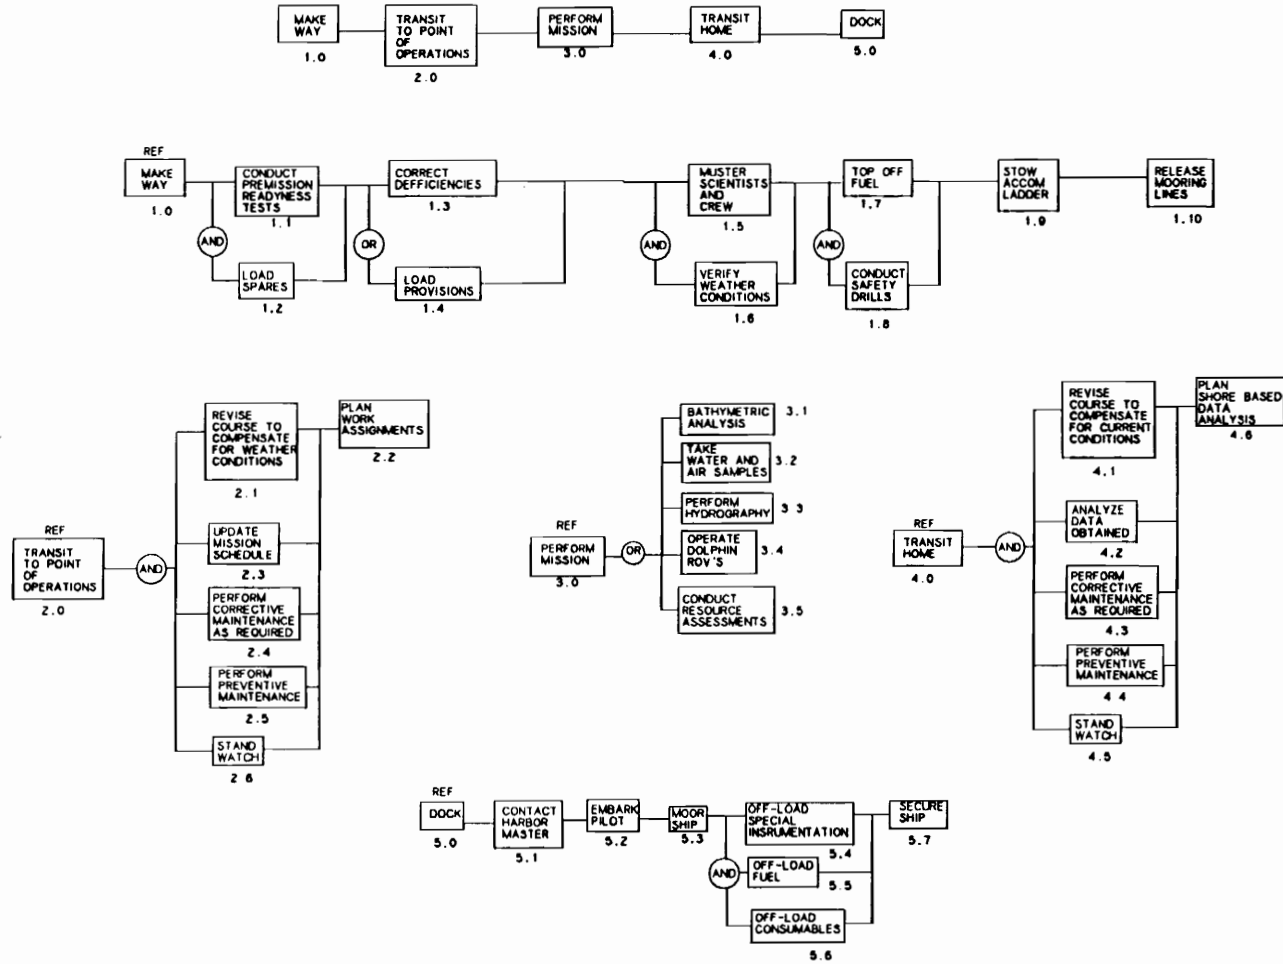 MAKE
WAY
1.0
TRANSIT
TO POINT
OF
OPERATIONS
2.0
PERFORM
MISSION
3.0
TRANSIT
HOME
4.0
DOCK
5.0
REF
MAKE
WAY
1.0
CONDUCT
PREMISSION
READYNESS
TESTS
1.1
AND
LOAD
SPARES
1.2
CORRECT
DEFFICIENCIES
1.3
OR
LOAD
PROVISIONS
1.4
MUSTER
SCIENTISTS
AND
CREW
1.5
AND
VERIFY
WEATHER
CONDITIONS
1.6
TOP OFF
FUEL
1.7
AND
CONDUCT
SAFETY
DRILLS
1.8
STOW
ACCOM
LADDER
1.9
RELEASE
MOORING
LINES
1.10
REF
TRANSIT
TO POINT
OF
OPERATIONS
2.0
AND
REVISE
COURSE TO
COMPENSATE
FOR WEATHER
CONDITIONS
2.1
PLAN
WORK
ASSIGNMENTS
2.2
UPDATE
MISSION
SCHEDULE
2.3
PERFORM
CORRECTIVE
MAINTENANCE
AS REQUIRED
2.4
PERFORM
PREVENTIVE
MAINTENANCE
2.5
STAND
WATCH
2 6
REF
PERFORM
MISSION
3.0
OR
BATHYMETRIC
ANALYSIS
3.1
TAKE
WATER AND
AIR SAMPLES
3.2
PERFORM
HYDROGRAPHY
3 3
OPERATE
DOLPHIN
ROV'S
3.4
CONDUCT
RESOURCE
ASSESSMENTS
3.5
REF
TRANSIT
HOME
4.0
AND
REVISE
COURSE TO
COMPENSATE
FOR CURRENT
CONDITIONS
4.1
PLAN
SHORE BASED
DATA
ANALYSIS
4.6
ANALYZE
DATA
OBTAINED
4.2
PERFORM
CORRECTIVE
MAINTENANCE
AS REQUIRED
4.3
PERFORM
PREVENTIVE
MAINTENANCE
4 4
STAND
WATCH
4.5
REF
DOCK
5.0
CONTACT
HARBOR
MASTER
5.1
EMBARK
PILOT
5.2
MOOR
SHIP
5.3
AND
OFF-LOAD
SPECIAL
INSRUMENTATION
5.4
OFF-LOAD
FUEL
5.5
OFF-LOAD
CONSUMABLES
5.6
SECURE
SHIP
5.7